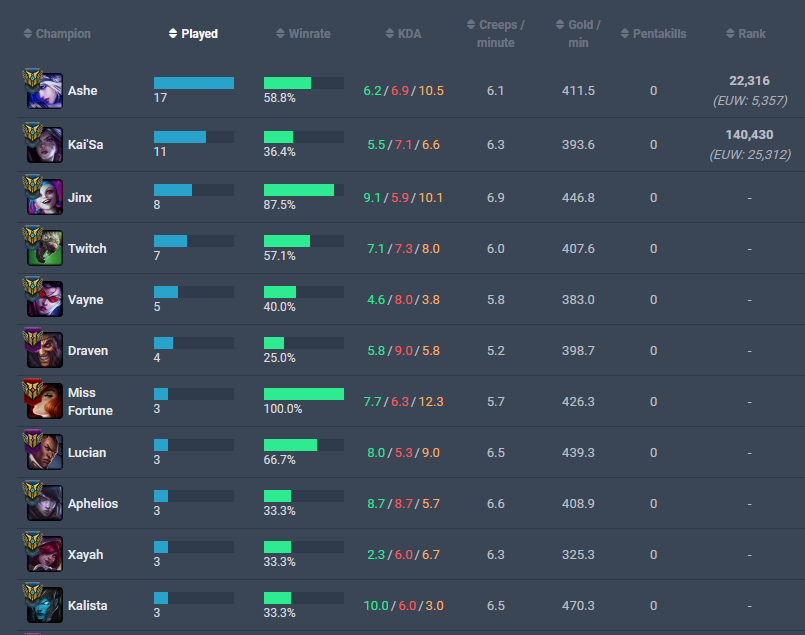 Champion Played Winrate KDA Creeps / minute Gold / min Pentakills Rank
Ashe 17 58.8% 6.2 / 6.9 / 10.5 6.1 411.5 0 22,316
(EUW: 5,357)
Kai'Sa 11 36.4% 5.5 / 7.1 / 6.6 6.3 393.6 0 140,430
(EUW: 25,312)
Jinx 8 87.5% 9.1 / 5.9 / 10.1 6.9 446.8 0 -
Twitch 7 57.1% 7.1 / 7.3 / 8.0 6.0 407.6 0 -
Vayne 5 40.0% 4.6 / 8.0 / 3.8 5.8 383.0 0 -
Draven 4 25.0% 5.8 / 9.0 / 5.8 5.2 398.7 0 -
Miss Fortune 3 100.0% 7.7 / 6.3 / 12.3 5.7 426.3 0 -
Lucian 3 66.7% 8.0 / 5.3 / 9.0 6.5 439.3 0 -
Aphelios 3 33.3% 8.7 / 8.7 / 5.7 6.6 408.9 0 -
Xayah 3 33.3% 2.3 / 6.0 / 6.7 6.3 325.3 0 -
Kalista 3 33.3% 10.0 / 6.0 / 3.0 6.5 470.3 0 -